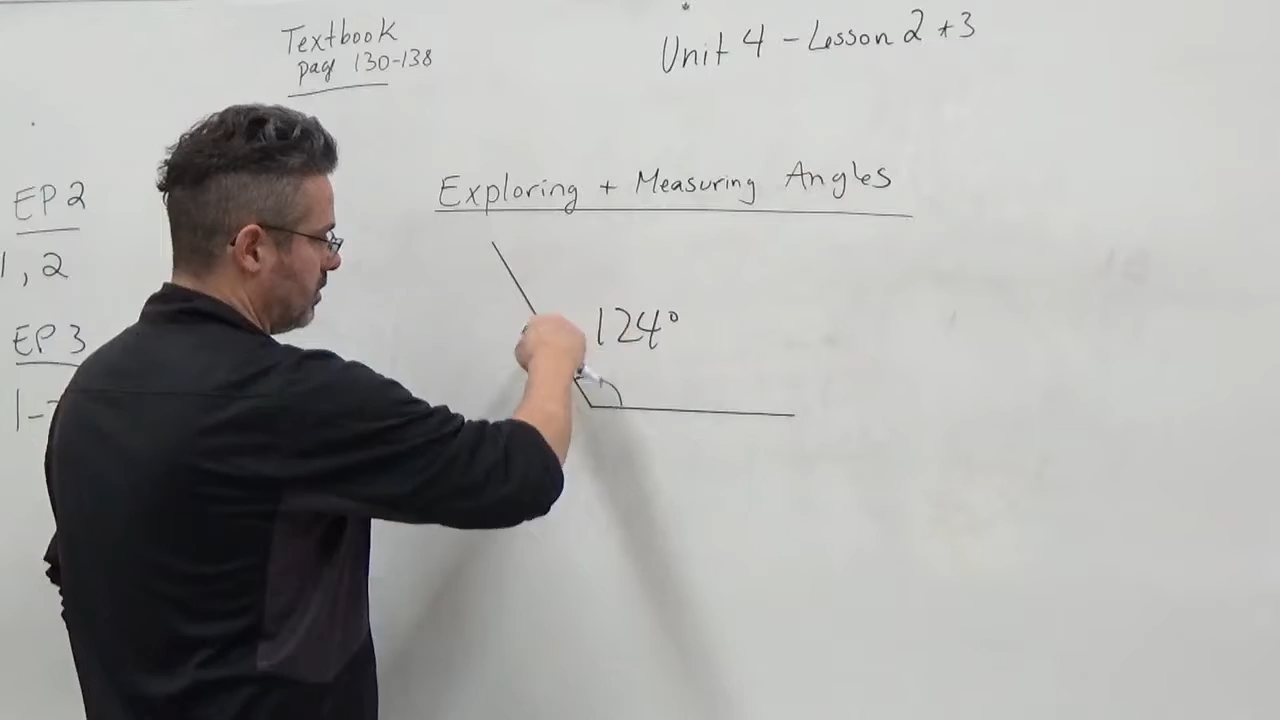 Textbook
pag 130-138
Unit 4 - Lesson 2 + 3
EP 2
1, 2
EP 3
Exploring + Measuring Angles
124°